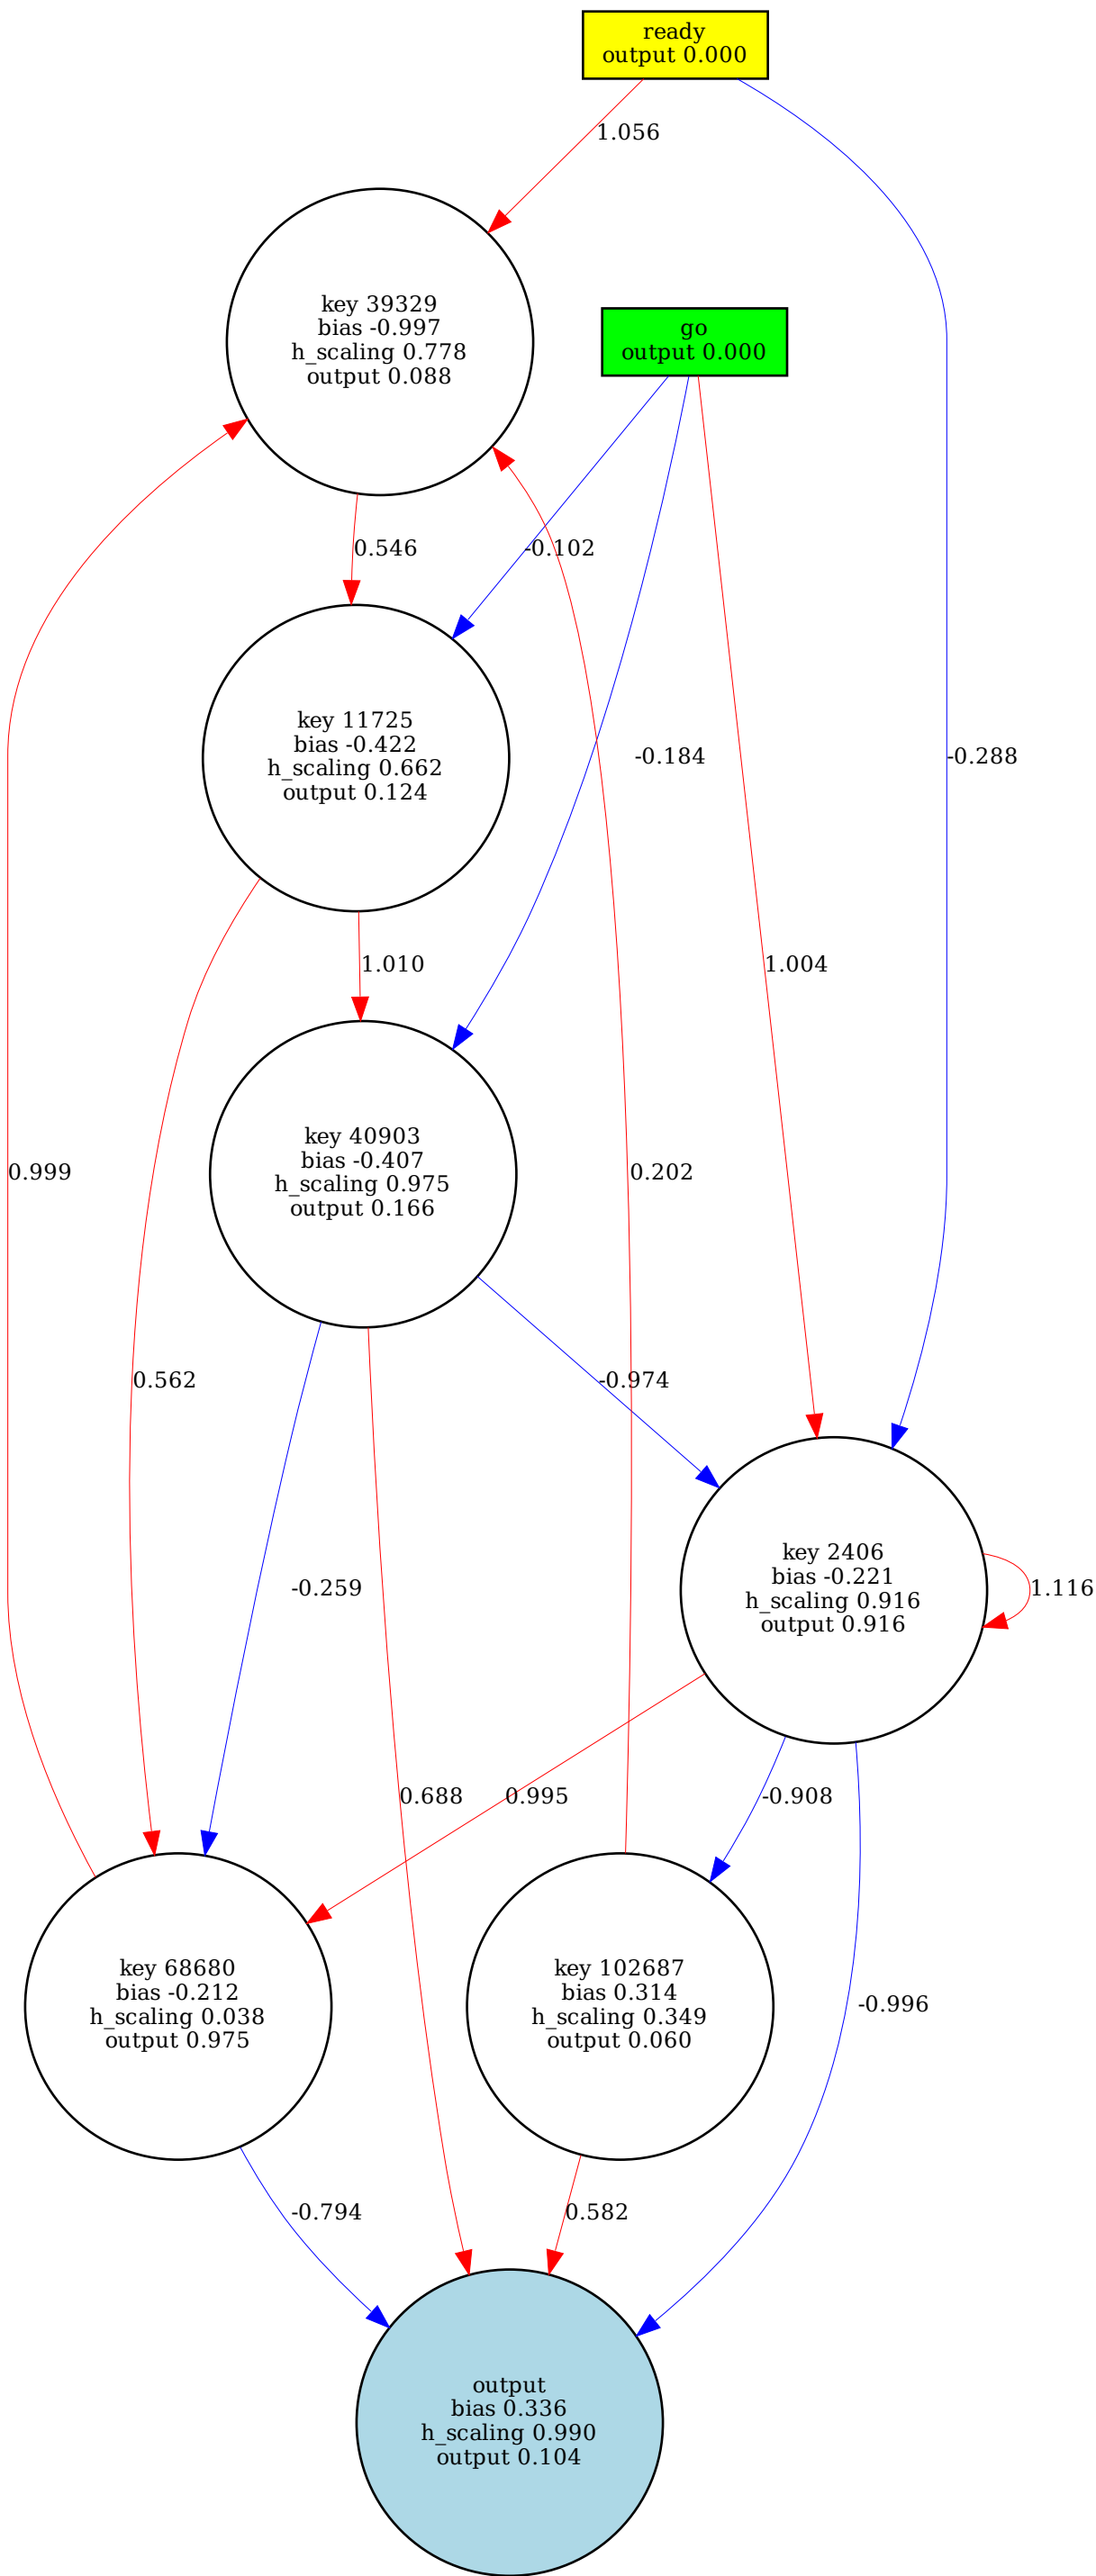 ready
output 0.000
1.056
key 39329
bias -0.997
h_scaling 0.778
output 0.088
go
output 0.000
0.546
-0.102
key 11725
bias -0.422
h_scaling 0.662
output 0.124
-0.184
-0.288
1.010
1.004
key 40903
bias -0.407
h_scaling 0.975
output 0.166
0.999
0.202
0.562
-0.974
key 2406
bias -0.221
h_scaling 0.916
output 0.916
-0.259
1.116
0.688
0.995
-0.908
key 68680
bias -0.212
h_scaling 0.038
output 0.975
key 102687
bias 0.314
h_scaling 0.349
output 0.060
-0.996
-0.794
0.582
output
bias 0.336
h_scaling 0.990
output 0.104